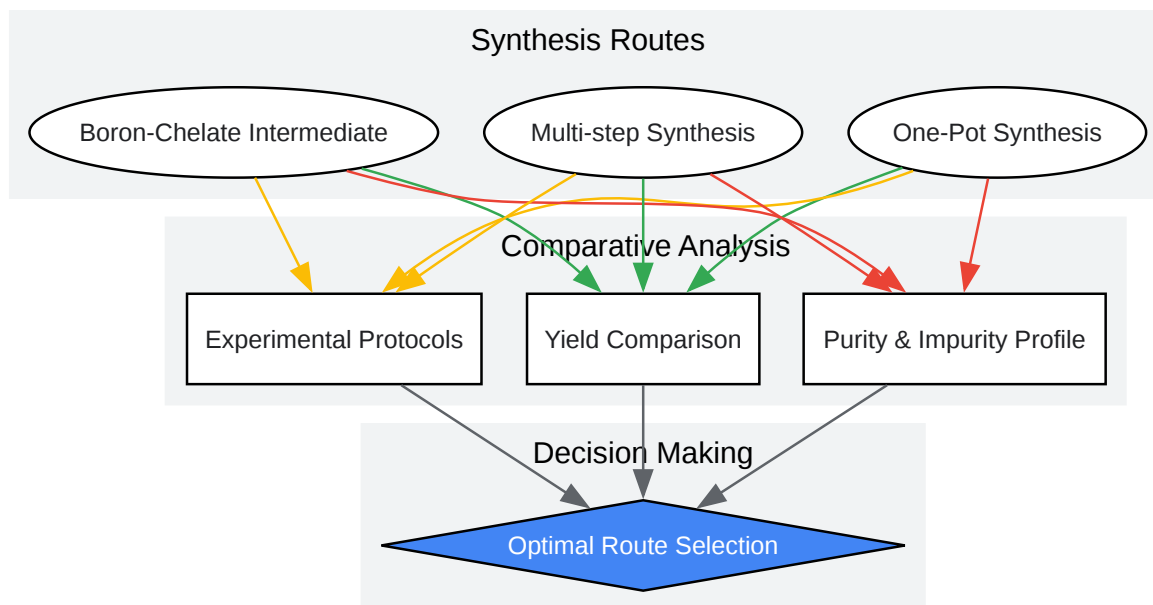 Synthesis Routes
Boron-Chelate Intermediate
Multi-step Synthesis
One-Pot Synthesis
Comparative Analysis
Experimental Protocols
Yield Comparison
Purity & Impurity Profile
Decision Making
Optimal Route Selection